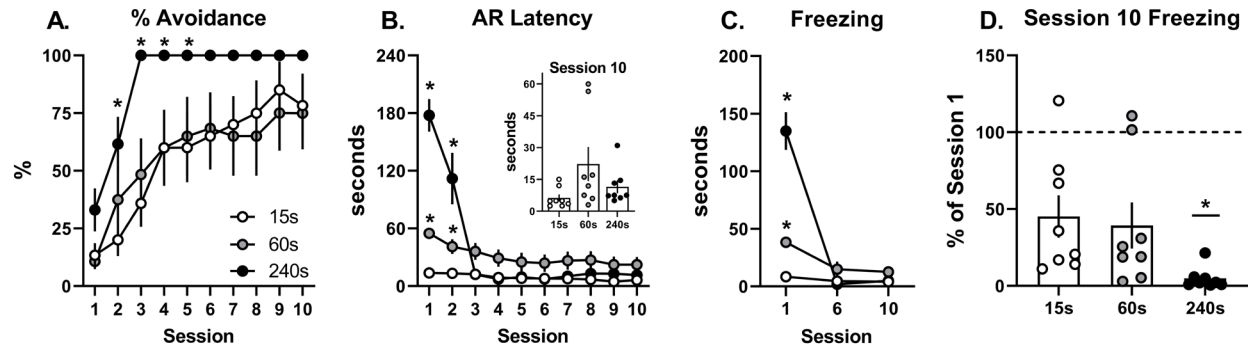 A.
% Avoidance
*
*
*
*
100
75
50
25
0
%
15s
60s
240s
1 2 3 4 5 6 7 8 9 10
Session
B.
AR Latency
240
180
120
60
0
seconds
*
*
*
*
Session 10
60
45
30
15
0
seconds
15s 60s 240s
1 2 3 4 5 6 7 8 9 10
Session
C.
Freezing
200
150
100
50
0
seconds
*
*
1 6 10
Session
D.
Session 10 Freezing
150
100
50
0
% of Session 1
*
15s 60s 240s